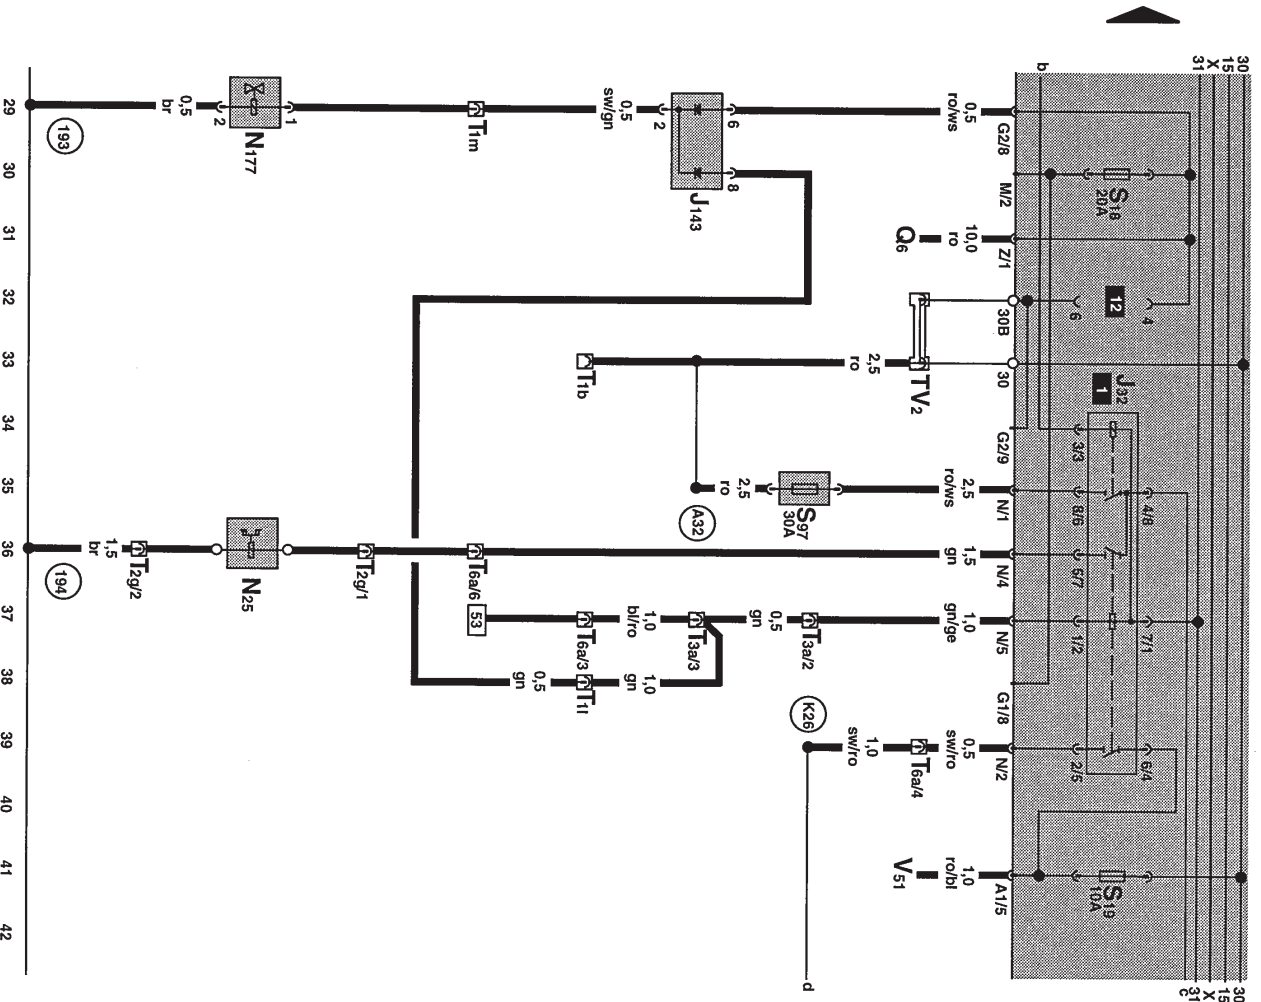 30
15
X
31
b
30
15
X
31
c
G2/8
M/2
Z/1
30B
30
G2/9
N/1
N/4
N/5
G1/8
N/2
A1/5
S18
20A
12
4
6
J32
1
3/3
8/6
4/8
5/7
1/2
7/1
2/5
6/4
S19
10A
0,5
ro/ws
10,0
ro
Q6
TV2
2,5
ro
T1b
2,5
ro/ws
S97
30A
2,5
ro
A32
1,5
gn
1,0
gn/ge
T3a/2
0,5
gn
T3a/3
1,0
bl/ro
T6a/3
53
1,0
gn
T1l
0,5
gn
0,5
sw/ro
T6a/4
1,0
sw/ro
K26
d
1,0
ro/bl
V51
6
8
2
J143
0,5
sw/gn
T1m
1
2
N177
0,5
br
193
T6a/6
T2g/1
N25
T2g/2
1,5
br
194
29
30
31
32
33
34
35
36
37
38
39
40
41
42